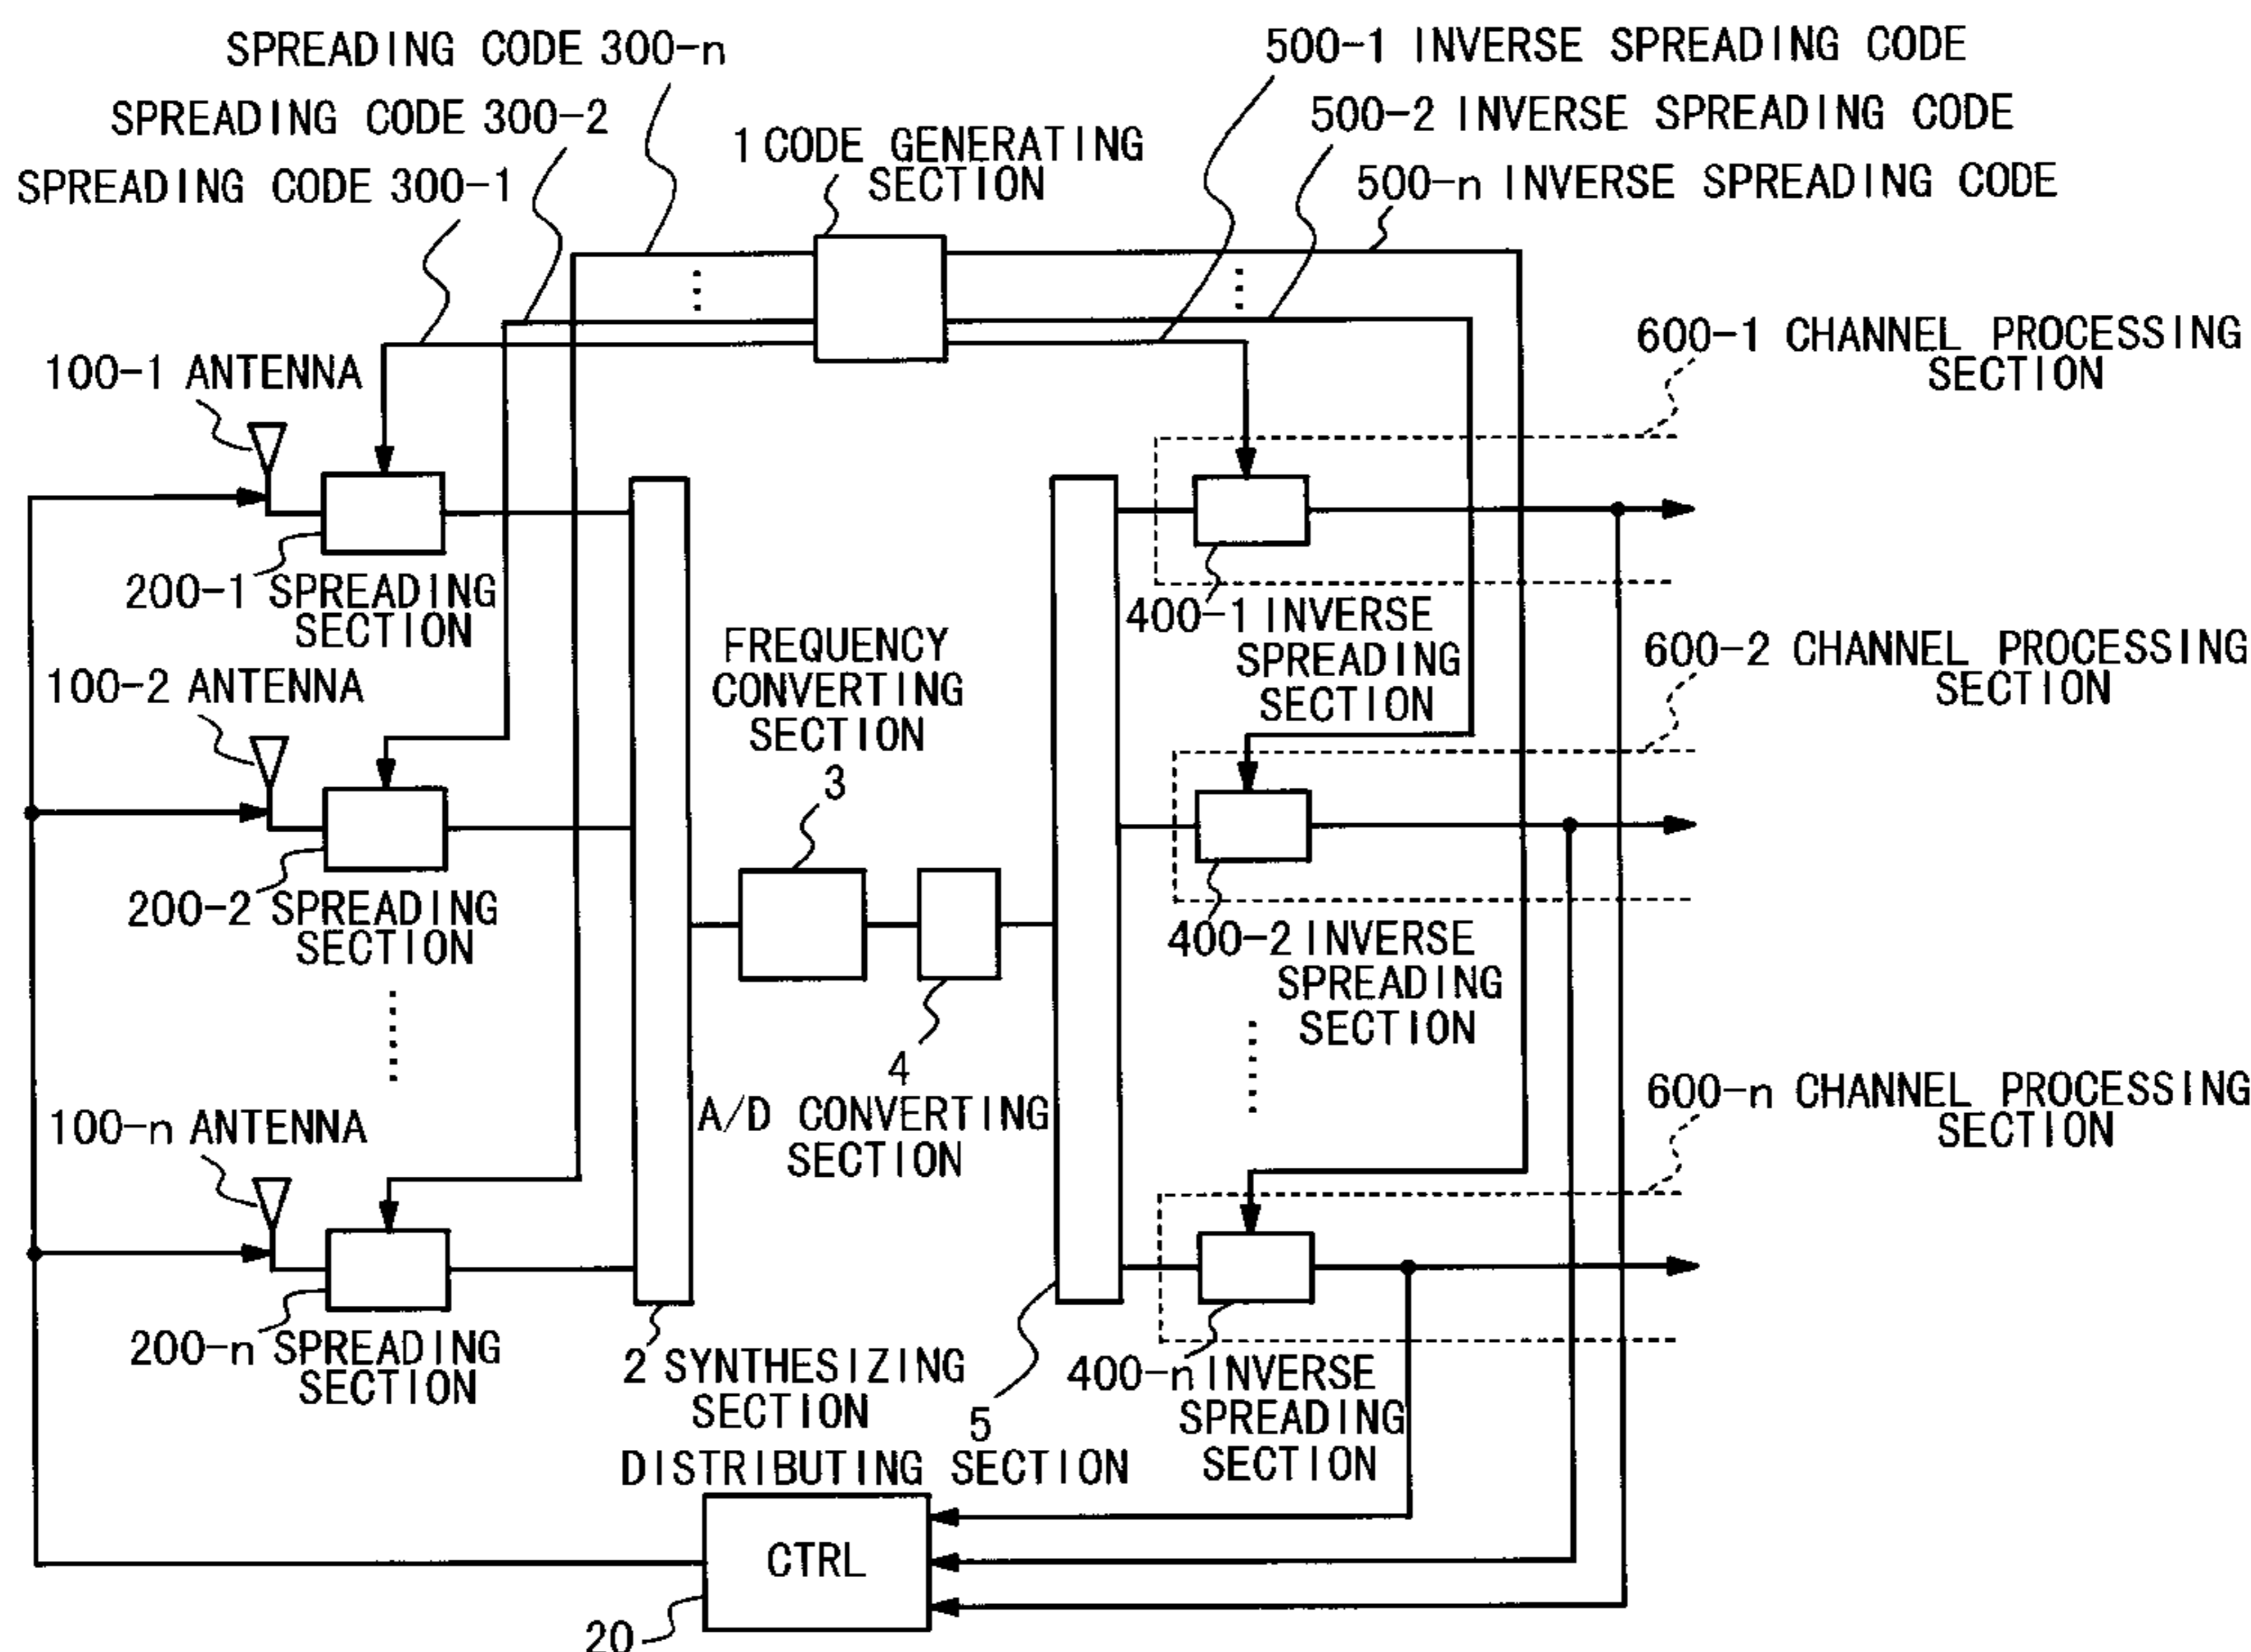 SPREADING CODE 300-n
500-1 INVERSE SPREADING CODE
SPREADING CODE 300-2
500-2 INVERSE SPREADING CODE
1 CODE GENERATING
SECTION
SPREADING CODE 300-1
500-n INVERSE SPREADING CODE
600-1 CHANNEL PROCESSING
SECTION
100-1 ANTENNA
200-1 SPREADING
SECTION
400-1 INVERSE
SPREADING
SECTION
FREQUENCY
CONVERTING
SECTION
3
600-2 CHANNEL PROCESSING
SECTION
100-2 ANTENNA
200-2 SPREADING
SECTION
400-2 INVERSE
SPREADING
SECTION
4
A/D CONVERTING
SECTION
600-n CHANNEL PROCESSING
SECTION
100-n ANTENNA
200-n SPREADING
SECTION
2 SYNTHESIZING
SECTION
400-n INVERSE
SPREADING
SECTION
5
DISTRIBUTING SECTION
CTRL
20